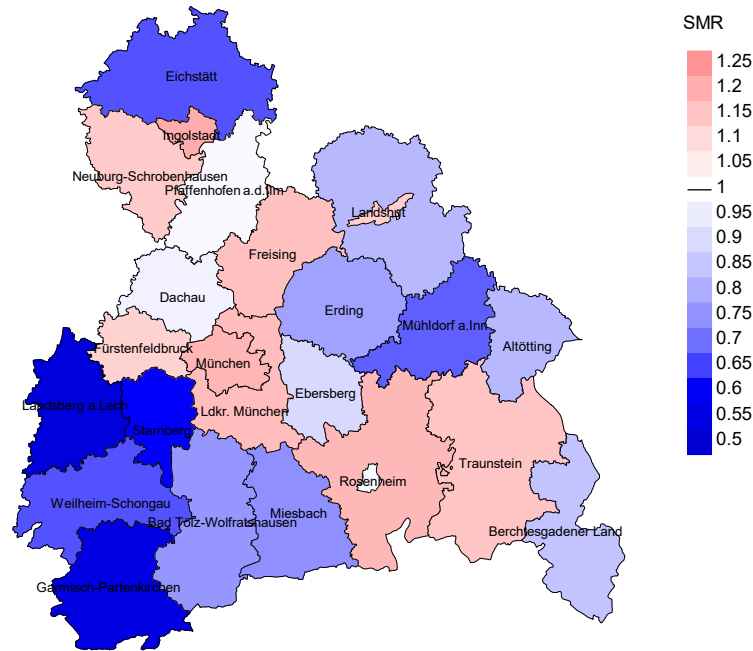 SMR
1.25
1.2
1.15
1.1
1.05
1
0.95
0.9
0.85
0.8
0.75
0.7
0.65
0.6
0.55
0.5
Eichstätt
Ingolstadt
Neuburg-Schrobenhausen
Pfaffenhofen a.d.Ilm
Landshut
Freising
Dachau
Erding
Mühldorf a.Inn
Altötting
Fürstenfeldbruck
München
Ebersberg
Landsberg a.Lech
Starnberg
Ldkr. München
Traunstein
Rosenheim
Weilheim-Schongau
Miesbach
Bad Tölz-Wolfratshausen
Berchtesgadener Land
Garmisch-Partenkirchen